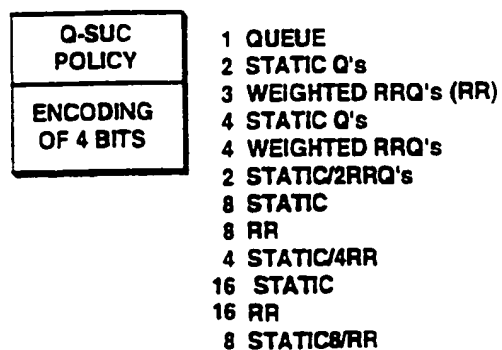 Q-SUC
POLICY
ENCODING
OF 4 BITS
1 QUEUE
2 STATIC Q's
3 WEIGHTED RRQ's (RR)
4 STATIC Q's
4 WEIGHTED RRQ's
2 STATIC/2RRQ's
8 STATIC
8 RR
4 STATIC/4RR
16 STATIC
16 RR
8 STATIC8/RR